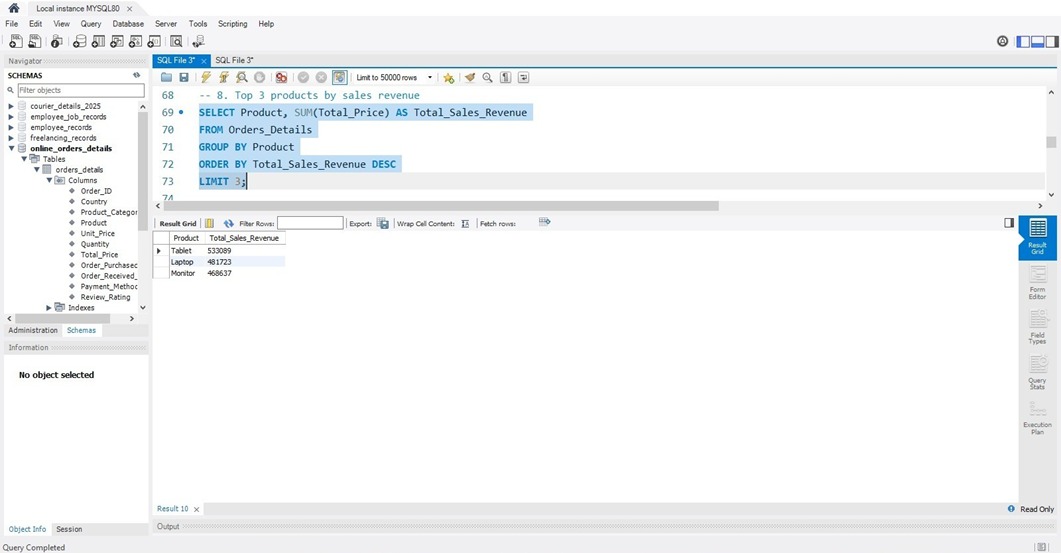 Local instance MYSQL80 ×
File Edit View Query Database Server Tools Scripting Help
Navigator
SCHEMAS
Filter objects
courier_details_2025
employee_job_records
employee_records
freelancing_records
online_orders_details
Tables
orders_details
Columns
Order_ID
Country
Product_Categor
Product
Unit_Price
Quantity
Total_Price
Order_Purchased
Order_Received_
Payment_Method
Review_Rating
Indexes
Administration Schemas
Information
No object selected
Object Info Session
SQL File 3* × SQL File 3*
Limit to 50000 rows
68 -- 8. Top 3 products by sales revenue
69 SELECT Product, SUM(Total_Price) AS Total_Sales_Revenue
70 FROM Orders_Details
71 GROUP BY Product
72 ORDER BY Total_Sales_Revenue DESC
73 LIMIT 3;
74
Result Grid Filter Rows: Export: Wrap Cell Content: Fetch rows:
Product Total_Sales_Revenue
Tablet 533089
Laptop 481723
Monitor 468637
Result
Grid
Form
Editor
Field
Types
Query
Stats
Execution
Plan
Result 10 × Read Only
Output
Query Completed